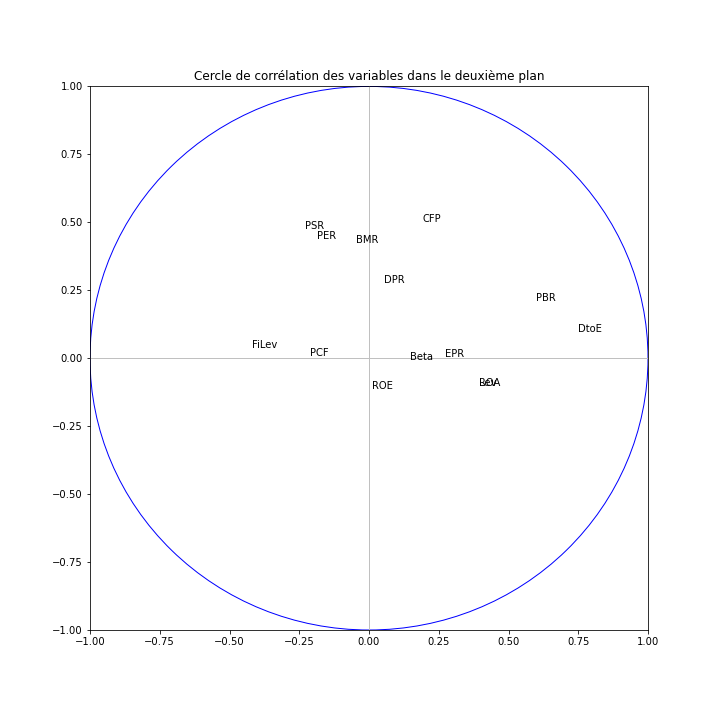 Cercle de corrélation des variables dans le deuxième plan
1.00
0.75
0.50
0.25
0.00
−0.25
−0.50
−0.75
−1.00
CFP
PSR
PER
BMR
DPR
PBR
DtoE
FiLev
PCF
Beta
EPR
ROE
ROA
−1.00
−0.75
−0.50
−0.25
0.00
0.25
0.50
0.75
1.00